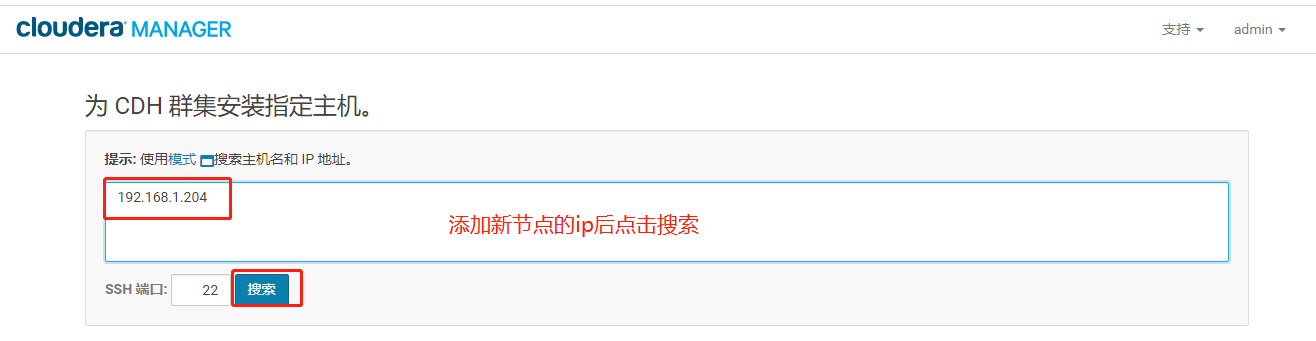 cloudera MANAGER
支持 admin
为 CDH 群集安装指定主机。
提示: 使用模式 搜索主机名和 IP 地址。
192.168.1.204
添加新节点的ip后点击搜索
SSH 端口: 22 搜索